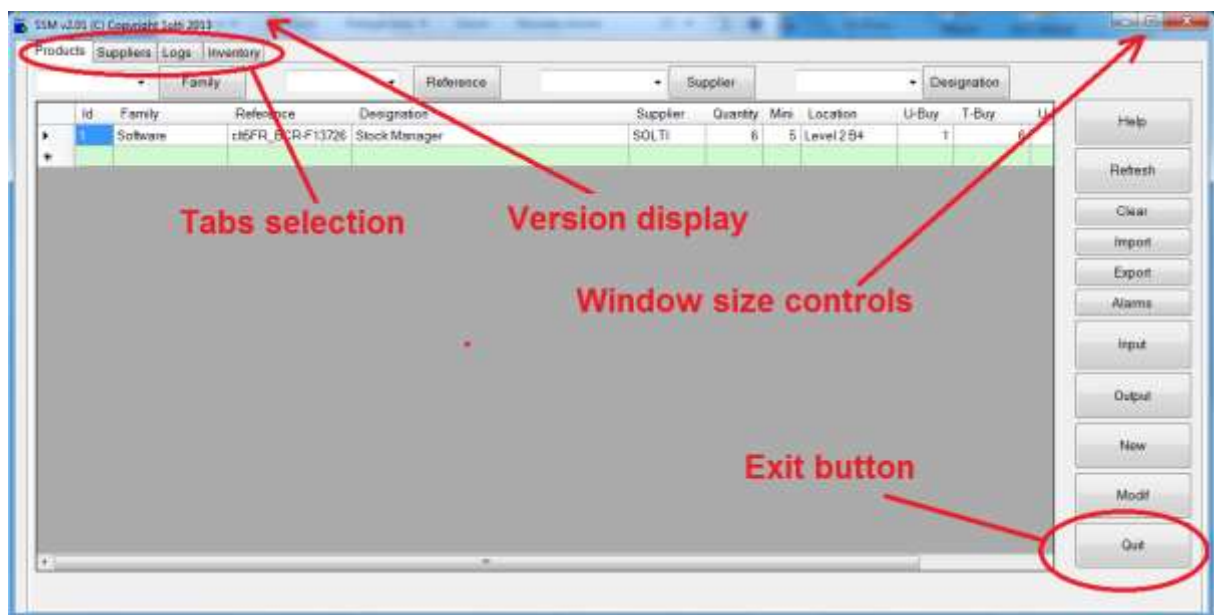 SSM v2.01 (C) Copyright Solti 2013
Products Suppliers Logs Inventory
Family Reference Supplier Designation
Id Family Reference Designation Supplier Quantity Mini Location U-Buy T-Buy U
1 Software Stock Manager SOLTI 6 5 Level 2 B4 1 6
Help
Refresh
Clear
Import
Export
Alarms
Input
Output
New
Modif
Quit
Tabs selection
Version display
Window size controls
Exit button